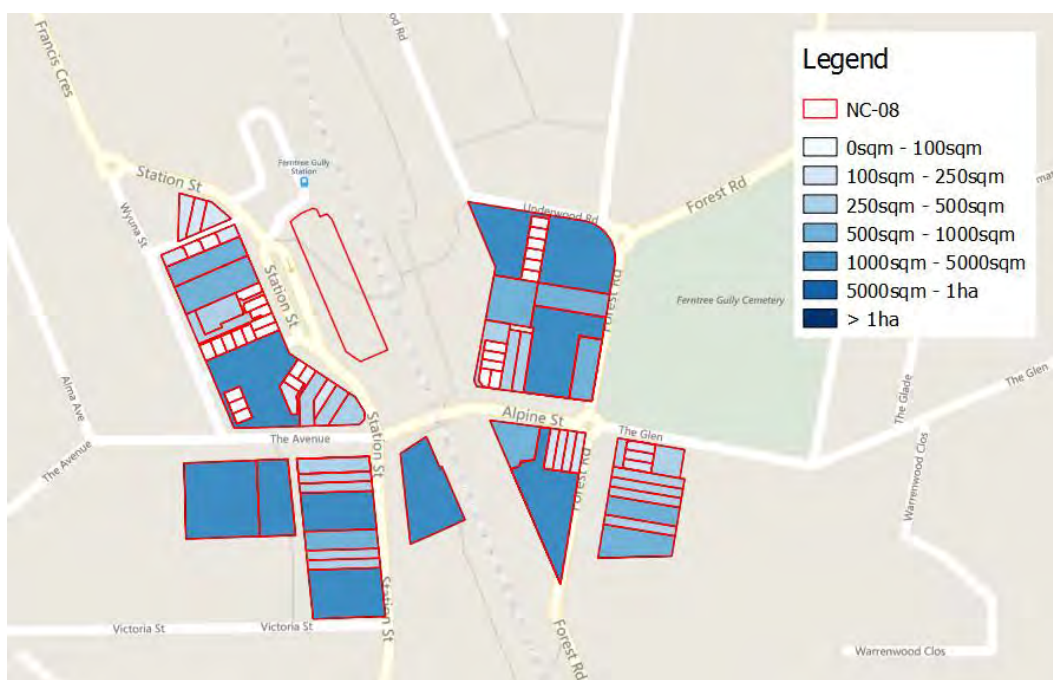 Francis Cres
Station St
Wyuna St
Ferntree Gully
Station
Station St
Alma Ave
The Avenue
The Avenue
Station St
Station St
Victoria St
Victoria St
Underwood Rd
Forest Rd
Forest Rd
Ferntree Gully Cemetery
Alpine St
The Glen
Forest Rd
Forest Rd
The Glade
The Glen
Warrenwood Clos
Warrenwood Clos
Legend
NC-08
0sqm - 100sqm
100sqm - 250sqm
250sqm - 500sqm
500sqm - 1000sqm
1000sqm - 5000sqm
5000sqm - 1ha
> 1ha